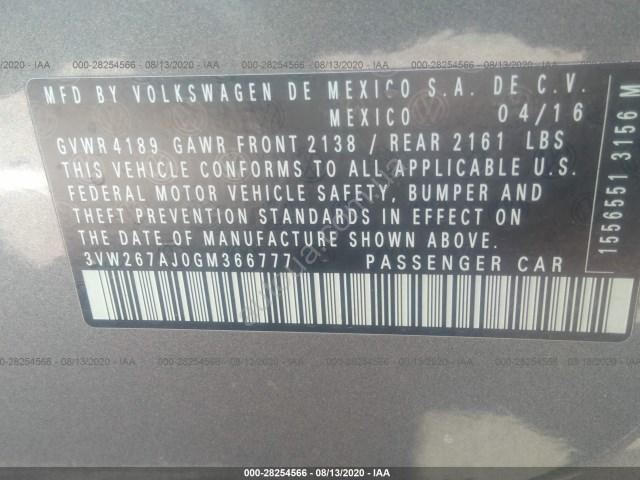 000-28254566 - 08/13/2020 - IAA
MFD BY VOLKSWAGEN DE MEXICO S.A. DE C.V.
MEXICO 04/16
GVWR 4189 GAWR FRONT 2138 / REAR 2161 LBS
THIS VEHICLE CONFORMS TO ALL APPLICABLE U.S.
FEDERAL MOTOR VEHICLE SAFETY, BUMPER AND
THEFT PREVENTION STANDARDS IN EFFECT ON
THE DATE OF MANUFACTURE SHOWN ABOVE.
3VW267AJ0GM366777 PASSENGER CAR
1556551 3156 M
000-28254566 - 08/13/2020 - IAA